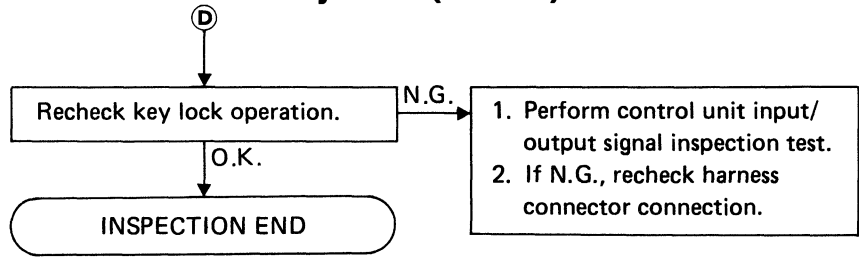 D
Recheck key lock operation.
N.G.
1. Perform control unit input/
output signal inspection test.
2. If N.G., recheck harness
connector connection.
O.K.
INSPECTION END